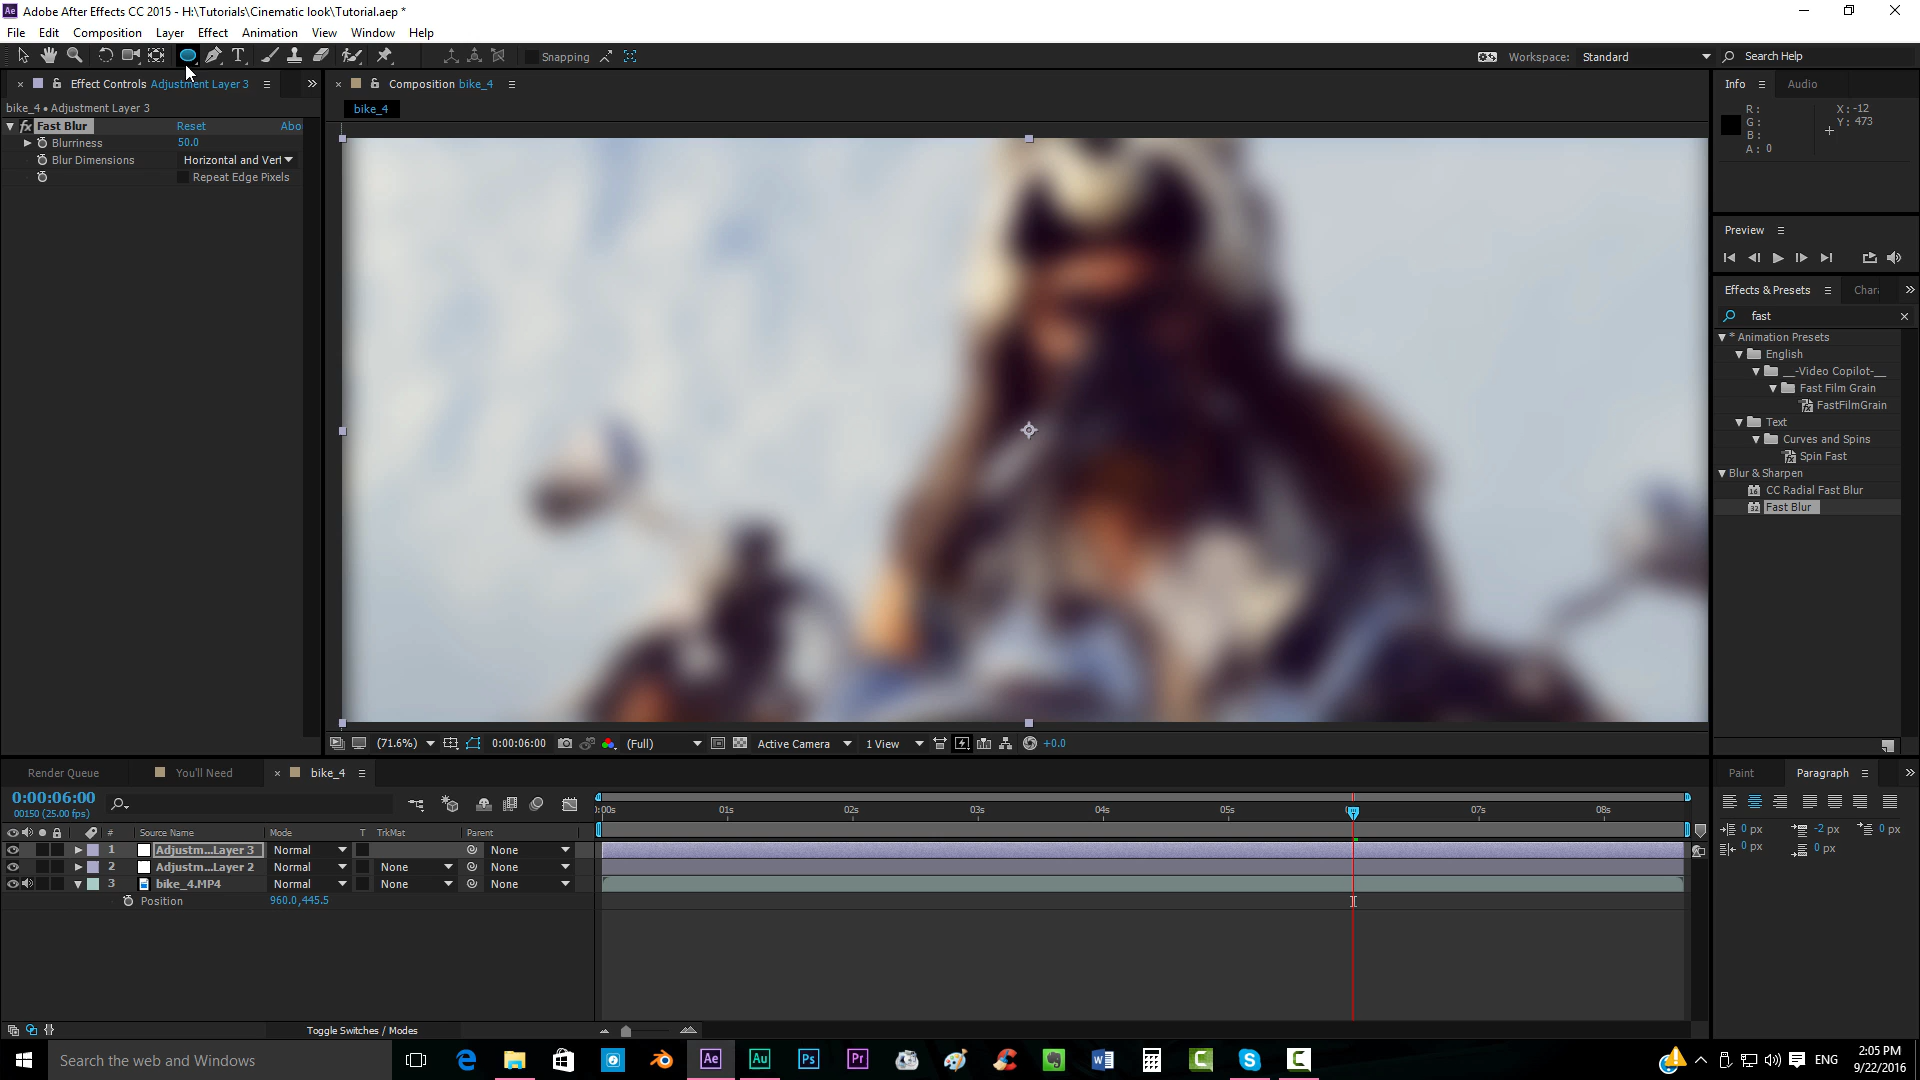 Adobe After Effects CC 2015 - H:\Tutorials\Cinematic look\Tutorial.aep *
File Edit Composition Layer Effect Animation View Window Help
Snapping
Workspace: Standard
Search Help
Effect Controls Adjustment Layer 3
bike_4 • Adjustment Layer 3
fx Fast Blur Reset Abo
Blurriness 50.0
Blur Dimensions Horizontal and Vert
Repeat Edge Pixels
Composition bike_4
bike_4
(71.6%) 0:00:06:00 (Full) Active Camera 1 View +0.0
Info Audio
R: X: -12
G: Y: 473
B:
A: 0
Preview
Effects & Presets Chara
fast
* Animation Presets
English
__-Video Copilot-__
Fast Film Grain
FastFilmGrain
Text
Curves and Spins
Spin Fast
Blur & Sharpen
CC Radial Fast Blur
Fast Blur
Render Queue You'll Need bike_4
0:00:06:00
00150 (25.00 fps)
# Source Name Mode T TrkMat Parent
1 Adjustm...Layer 3 Normal None
2 Adjustm...Layer 2 Normal None None
3 bike_4.MP4 Normal None None
Position 960.0,445.5
:00s 01s 02s 03s 04s 05s 07s 08s
Toggle Switches / Modes
Paint Paragraph
0 px -2 px 0 px
0 px 0 px
Search the web and Windows
Ae Au Ps Pr
ENG
2:05 PM
9/22/2016